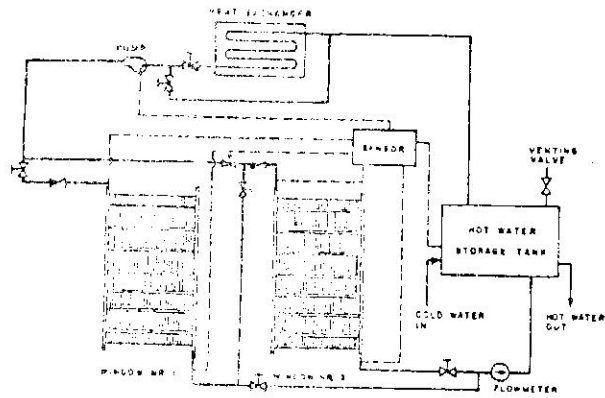 HEAT EXCHANGER
PUMP
SENSOR
VENTING
VALVE
HOT WATER
STORAGE TANK
COLD WATER
IN
HOT WATER
OUT
WINDOW NR 1
WINDOW NR 2
FLOWMETER